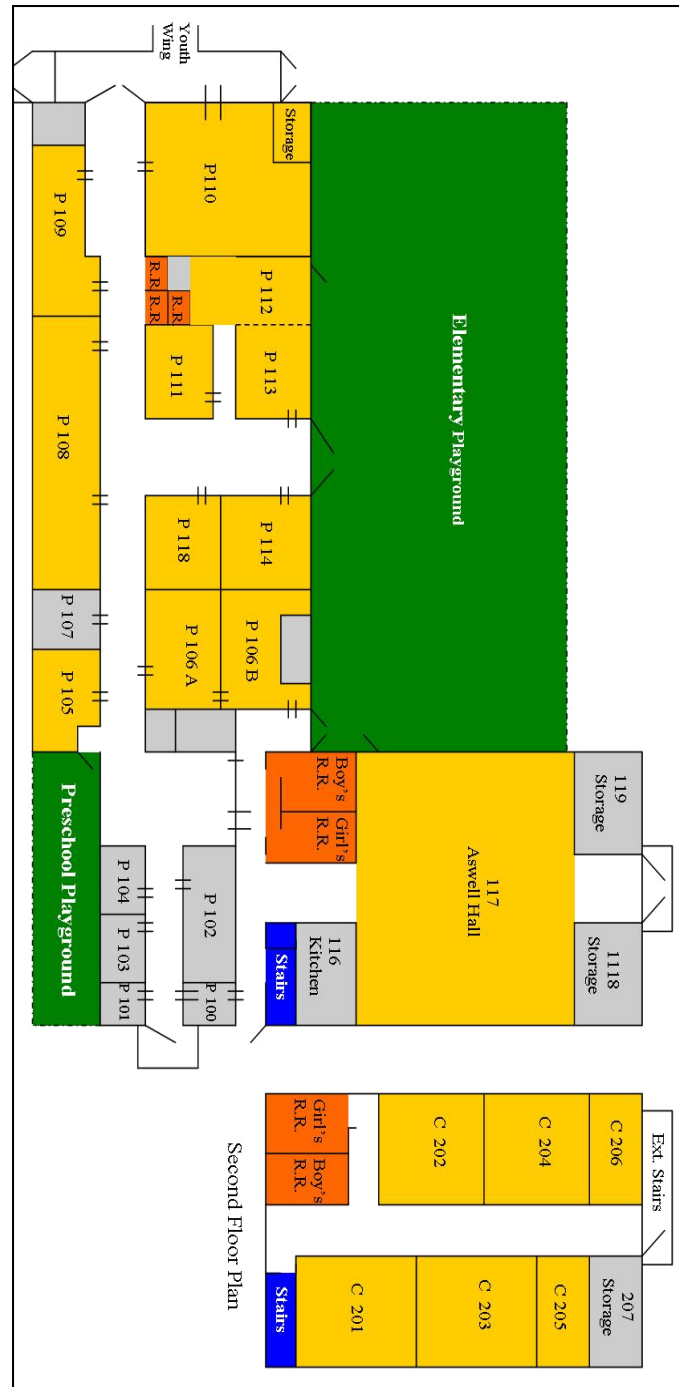 Youth
Wing
Storage
P110
P 109
R.R
R.R
R.R
P 112
P 111
P 113
Elementary Playground
P 108
P 118
P 114
P 107
P 106 A
P 106 B
P 105
Preschool Playground
Boy's
R.R.
Girl's
R.R.
119
Storage
117
Aswell Hall
P 104
P 102
P 103
116
Kitchen
1118
Storage
P 101
P 100
Stairs
Girl's
R.R.
Boy's
R.R.
C 202
C 204
C 206
Ext. Stairs
Second Floor Plan
Stairs
C 201
C 203
C 205
207
Storage